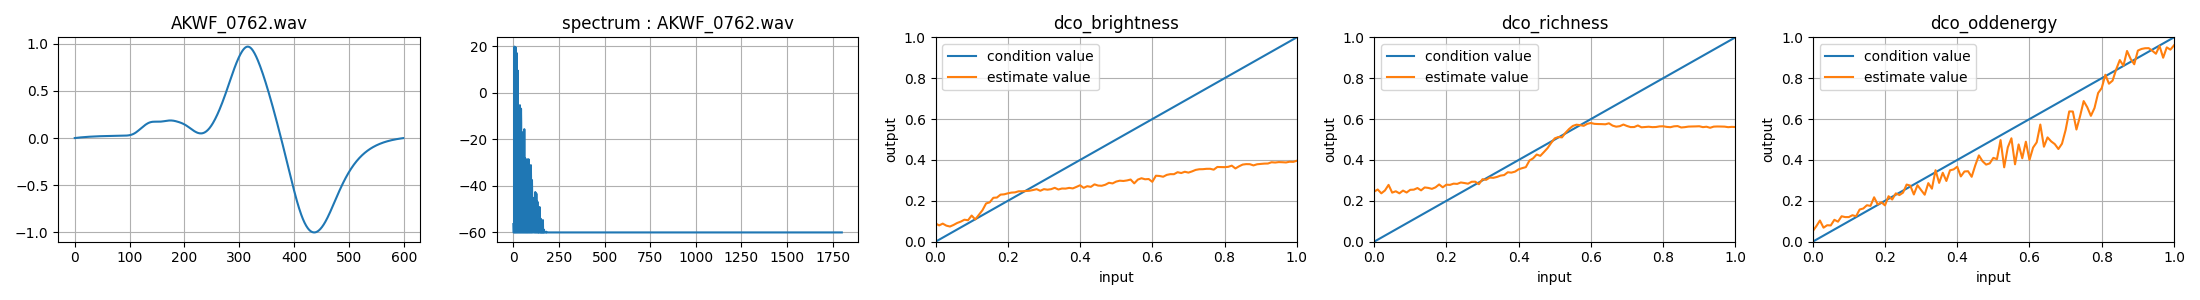 AKWF_0762.wav
1.0
0.5
0.0
−0.5
−1.0
0 100 200 300 400 500 600
spectrum : AKWF_0762.wav
20
0
−20
−40
−60
0 250 500 750 1000 1250 1500 1750
dco_brightness
condition value
estimate value
output
1.0
0.8
0.6
0.4
0.2
0.0
0.0 0.2 0.4 0.6 0.8 1.0
input
dco_richness
condition value
estimate value
output
1.0
0.8
0.6
0.4
0.2
0.0
0.0 0.2 0.4 0.6 0.8 1.0
input
dco_oddenergy
condition value
estimate value
output
1.0
0.8
0.6
0.4
0.2
0.0
0.0 0.2 0.4 0.6 0.8 1.0
input